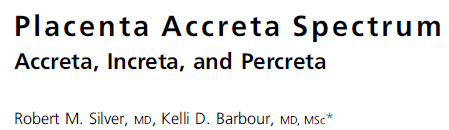 Placenta Accreta Spectrum
Accreta, Increta, and Percreta
Robert M. Silver, MD, Kelli D. Barbour, MD, MSc*